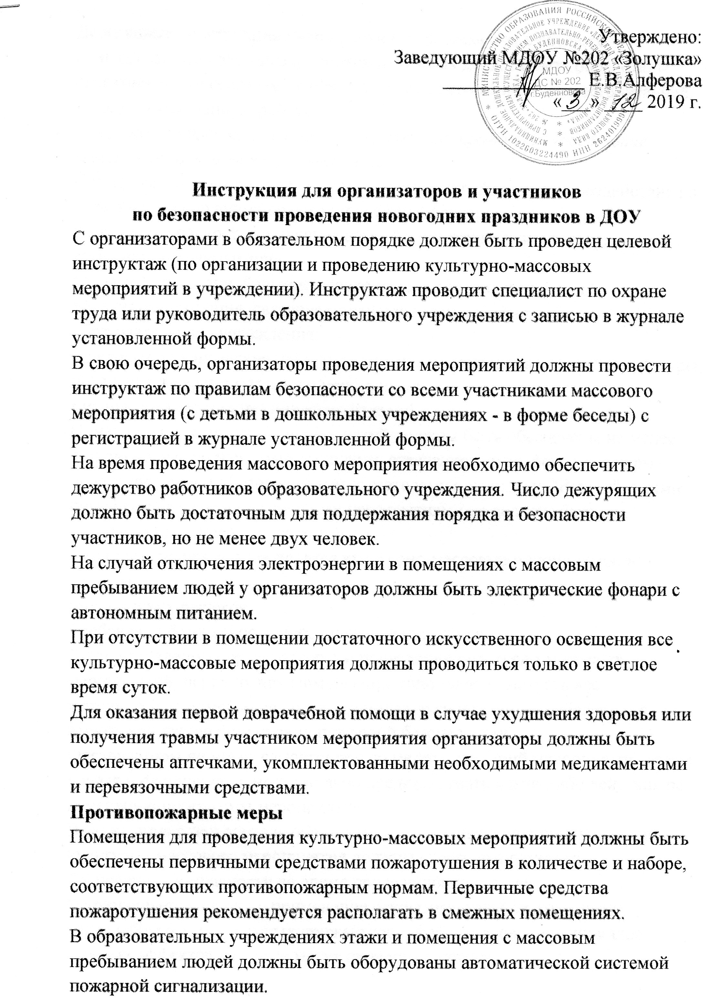 Утверждено:
Заведующий МДОУ №202 «Золушка»
Е.В.Алферова
«3» 12 2019 г.
МДОУ
ДС № 202
г.Буденновска
ОГРН 1022603224490 ИНН
Инструкция для организаторов и участников
по безопасности проведения новогодних праздников в ДОУ
С организаторами в обязательном порядке должен быть проведен целевой
инструктаж (по организации и проведению культурно-массовых
мероприятий в учреждении). Инструктаж проводит специалист по охране
труда или руководитель образовательного учреждения с записью в журнале
установленной формы.
В свою очередь, организаторы проведения мероприятий должны провести
инструктаж по правилам безопасности со всеми участниками массового
мероприятия (с детьми в дошкольных учреждениях - в форме беседы) с
регистрацией в журнале установленной формы.
На время проведения массового мероприятия необходимо обеспечить
дежурство работников образовательного учреждения. Число дежурящих
должно быть достаточным для поддержания порядка и безопасности
участников, но не менее двух человек.
На случай отключения электроэнергии в помещениях с массовым
пребыванием людей у организаторов должны быть электрические фонари с
автономным питанием.
При отсутствии в помещении достаточного искусственного освещения все
культурно-массовые мероприятия должны проводиться только в светлое
время суток.
Для оказания первой доврачебной помощи в случае ухудшения здоровья или
получения травмы участником мероприятия организаторы должны быть
обеспечены аптечками, укомплектованными необходимыми медикаментами
и перевязочными средствами.
Противопожарные меры
Помещения для проведения культурно-массовых мероприятий должны быть
обеспечены первичными средствами пожаротушения в количестве и наборе,
соответствующих противопожарным нормам. Первичные средства
пожаротушения рекомендуется располагать в смежных помещениях.
В образовательных учреждениях этажи и помещения с массовым
пребыванием людей должны быть оборудованы автоматической системой
пожарной сигнализации.